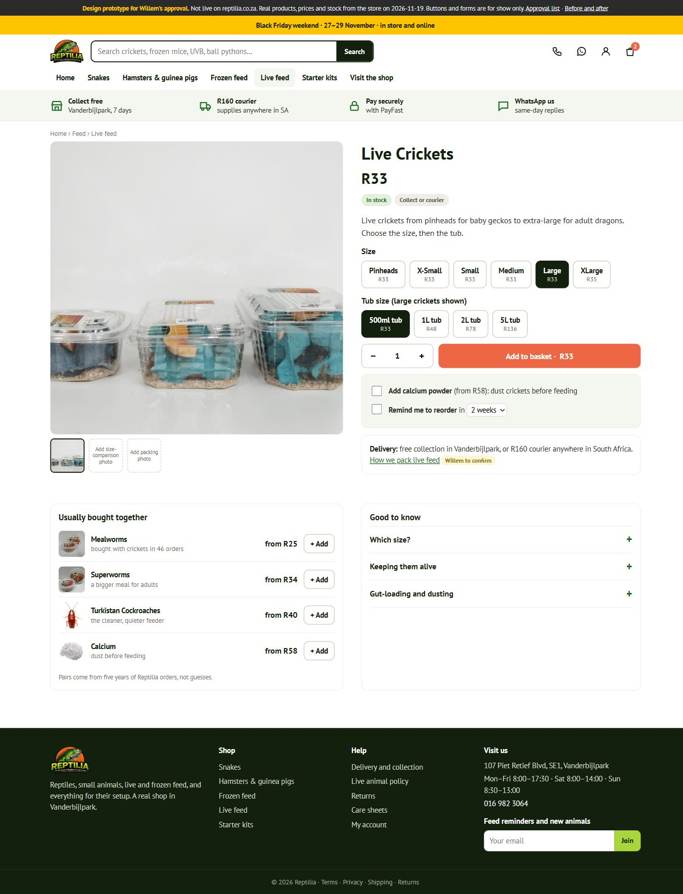 Design prototype for Willem's approval. Not live on reptilia.co.za. Real products, prices and stock from the store on 2026-11-19. Buttons and forms are for show only. Approval list · Before and after
Black Friday weekend · 27–29 November · in store and online
REPTILIA
Search crickets, frozen mice, UVB, ball pythons...
Search
2
Home
Snakes
Hamsters & guinea pigs
Frozen feed
Live feed
Starter kits
Visit the shop
Collect free
Vanderbijlpark, 7 days
R160 courier
supplies anywhere in SA
Pay securely
with PayFast
WhatsApp us
same-day replies
Home › Feed › Live feed
Live Crickets
R33
In stock
Collect or courier
Live crickets from pinheads for baby geckos to extra-large for adult dragons.
Choose the size, then the tub.
Size
Pinheads
R33
X-Small
R33
Small
R33
Medium
R33
Large
R33
XLarge
R35
Tub size (large crickets shown)
500ml tub
R33
1L tub
R48
2L tub
R78
5L tub
R136
− 1 +
Add to basket · R33
Add calcium powder (from R58): dust crickets before feeding
Remind me to reorder in 2 weeks
Delivery: free collection in Vanderbijlpark, or R160 courier anywhere in South Africa.
How we pack live feed Willem to confirm
Add size-
comparison
photo
Add packing
photo
Usually bought together
Mealworms
bought with crickets in 46 orders
from R25
+ Add
Superworms
a bigger meal for adults
from R34
+ Add
Turkistan Cockroaches
the cleaner, quieter feeder
from R40
+ Add
Calcium
dust before feeding
from R58
+ Add
Pairs come from five years of Reptilia orders, not guesses.
Good to know
Which size? +
Keeping them alive +
Gut-loading and dusting +
REPTILIA
Reptiles, small animals, live and frozen feed, and
everything for their setup. A real shop in
Vanderbijlpark.
Shop
Snakes
Hamsters & guinea pigs
Frozen feed
Live feed
Starter kits
Help
Delivery and collection
Live animal policy
Returns
Care sheets
My account
Visit us
107 Piet Retief Blvd, SE1, Vanderbijlpark
Mon–Fri 8:00–17:30 · Sat 8:00–14:00 · Sun
8:30–13:00
016 982 3064
Feed reminders and new animals
Your email
Join
© 2026 Reptilia · Terms · Privacy · Shipping · Returns